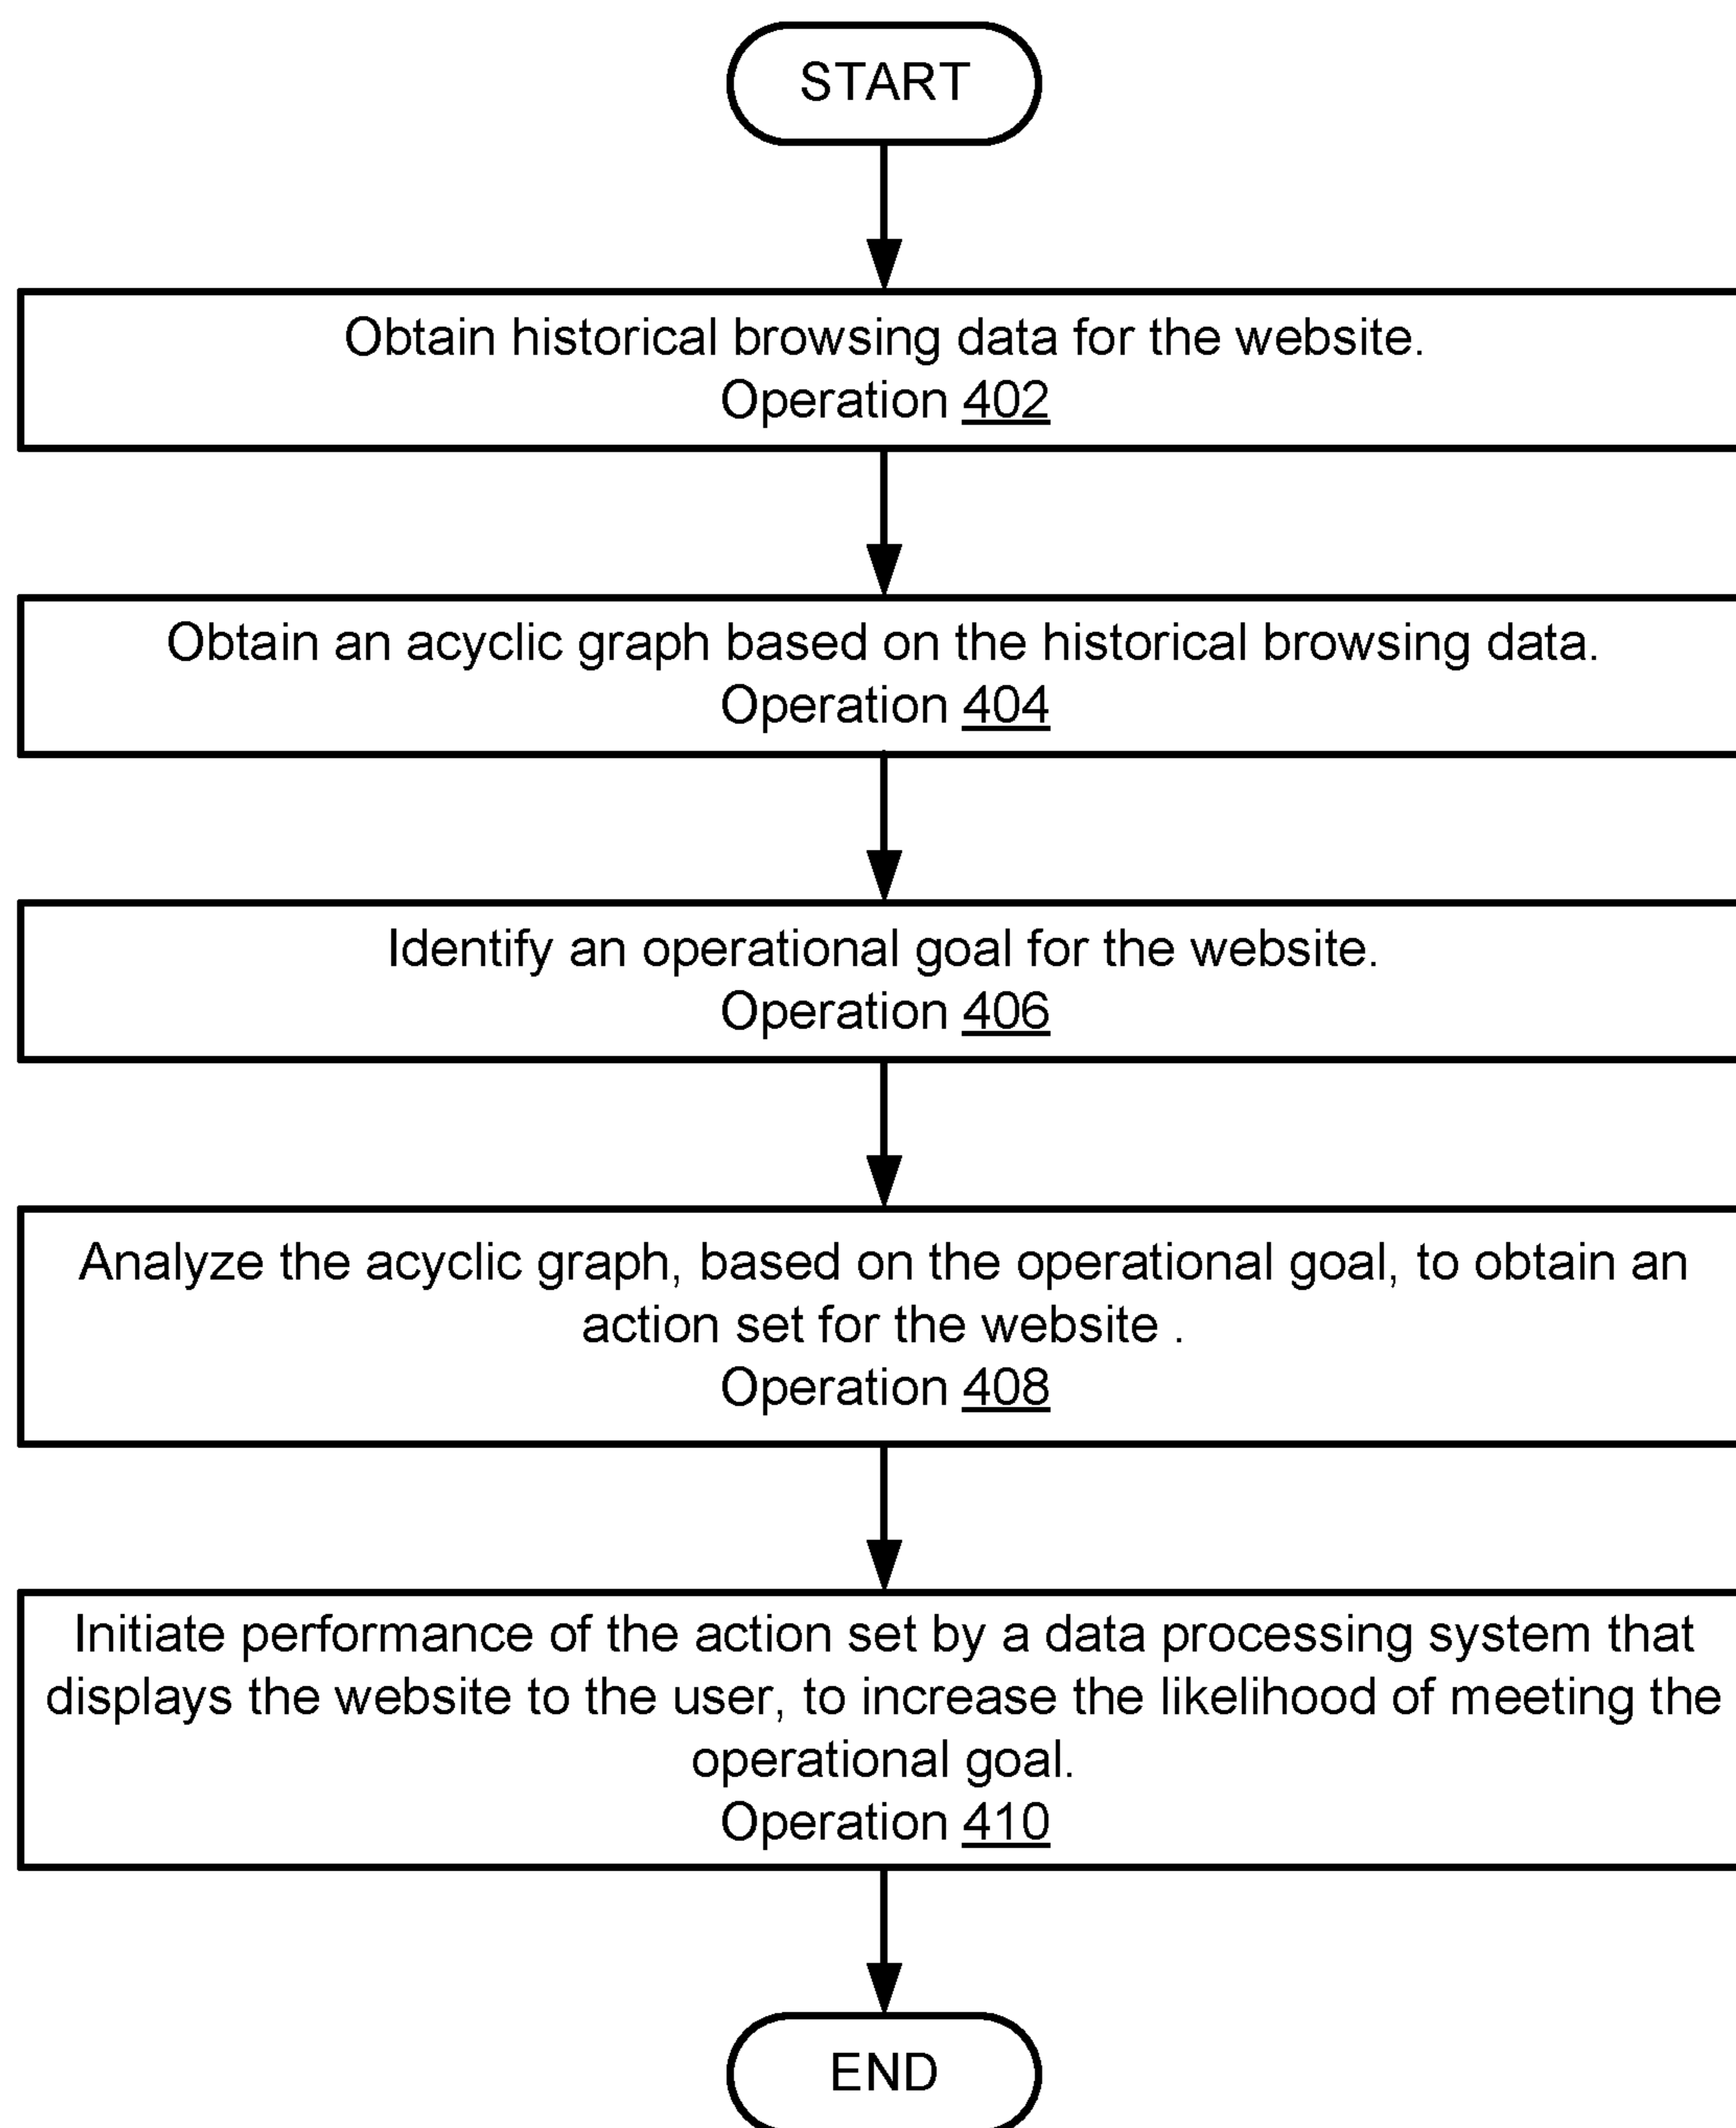 START
Obtain historical browsing data for the website.
Operation 402
Obtain an acyclic graph based on the historical browsing data.
Operation 404
Identify an operational goal for the website.
Operation 406
Analyze the acyclic graph, based on the operational goal, to obtain an
action set for the website .
Operation 408
Initiate performance of the action set by a data processing system that
displays the website to the user, to increase the likelihood of meeting the
operational goal.
Operation 410
END